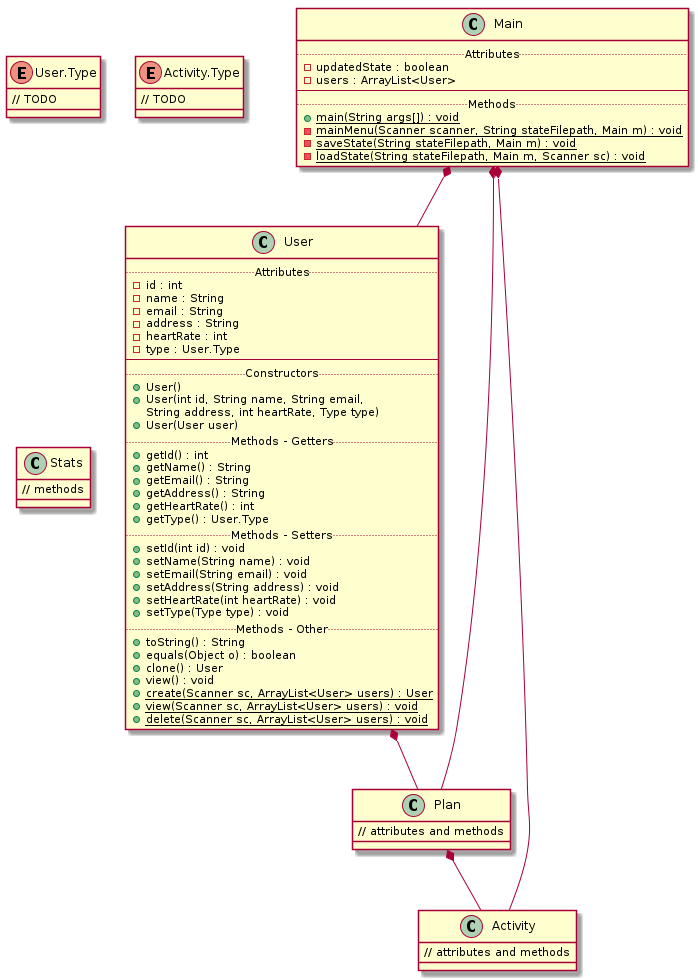 E User.Type
// TODO
E Activity.Type
// TODO
C Main
Attributes
updatedState : boolean
users : ArrayList<User>
Methods
main(String args[]) : void
mainMenu(Scanner scanner, String stateFilepath, Main m) : void
saveState(String stateFilepath, Main m) : void
loadState(String stateFilepath, Main m, Scanner sc) : void
C Stats
// methods
C User
Attributes
id : int
name : String
email : String
address : String
heartRate : int
type : User.Type
Constructors
User()
User(int id, String name, String email,
String address, int heartRate, Type type)
User(User user)
Methods - Getters
getId() : int
getName() : String
getEmail() : String
getAddress() : String
getHeartRate() : int
getType() : User.Type
Methods - Setters
setId(int id) : void
setName(String name) : void
setEmail(String email) : void
setAddress(String address) : void
setHeartRate(int heartRate) : void
setType(Type type) : void
Methods - Other
toString() : String
equals(Object o) : boolean
clone() : User
view() : void
create(Scanner sc, ArrayList<User> users) : User
view(Scanner sc, ArrayList<User> users) : void
delete(Scanner sc, ArrayList<User> users) : void
C Plan
// attributes and methods
C Activity
// attributes and methods